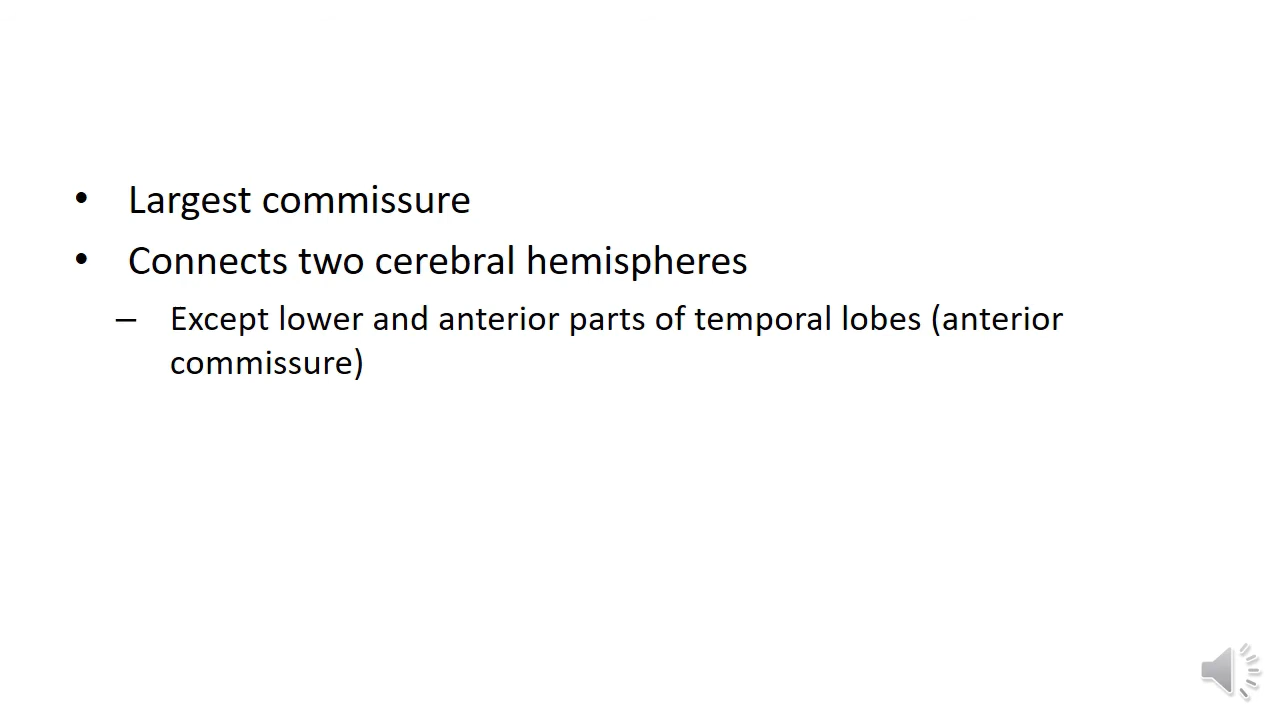 • Largest commissure
• Connects two cerebral hemispheres
– Except lower and anterior parts of temporal lobes (anterior
commissure)